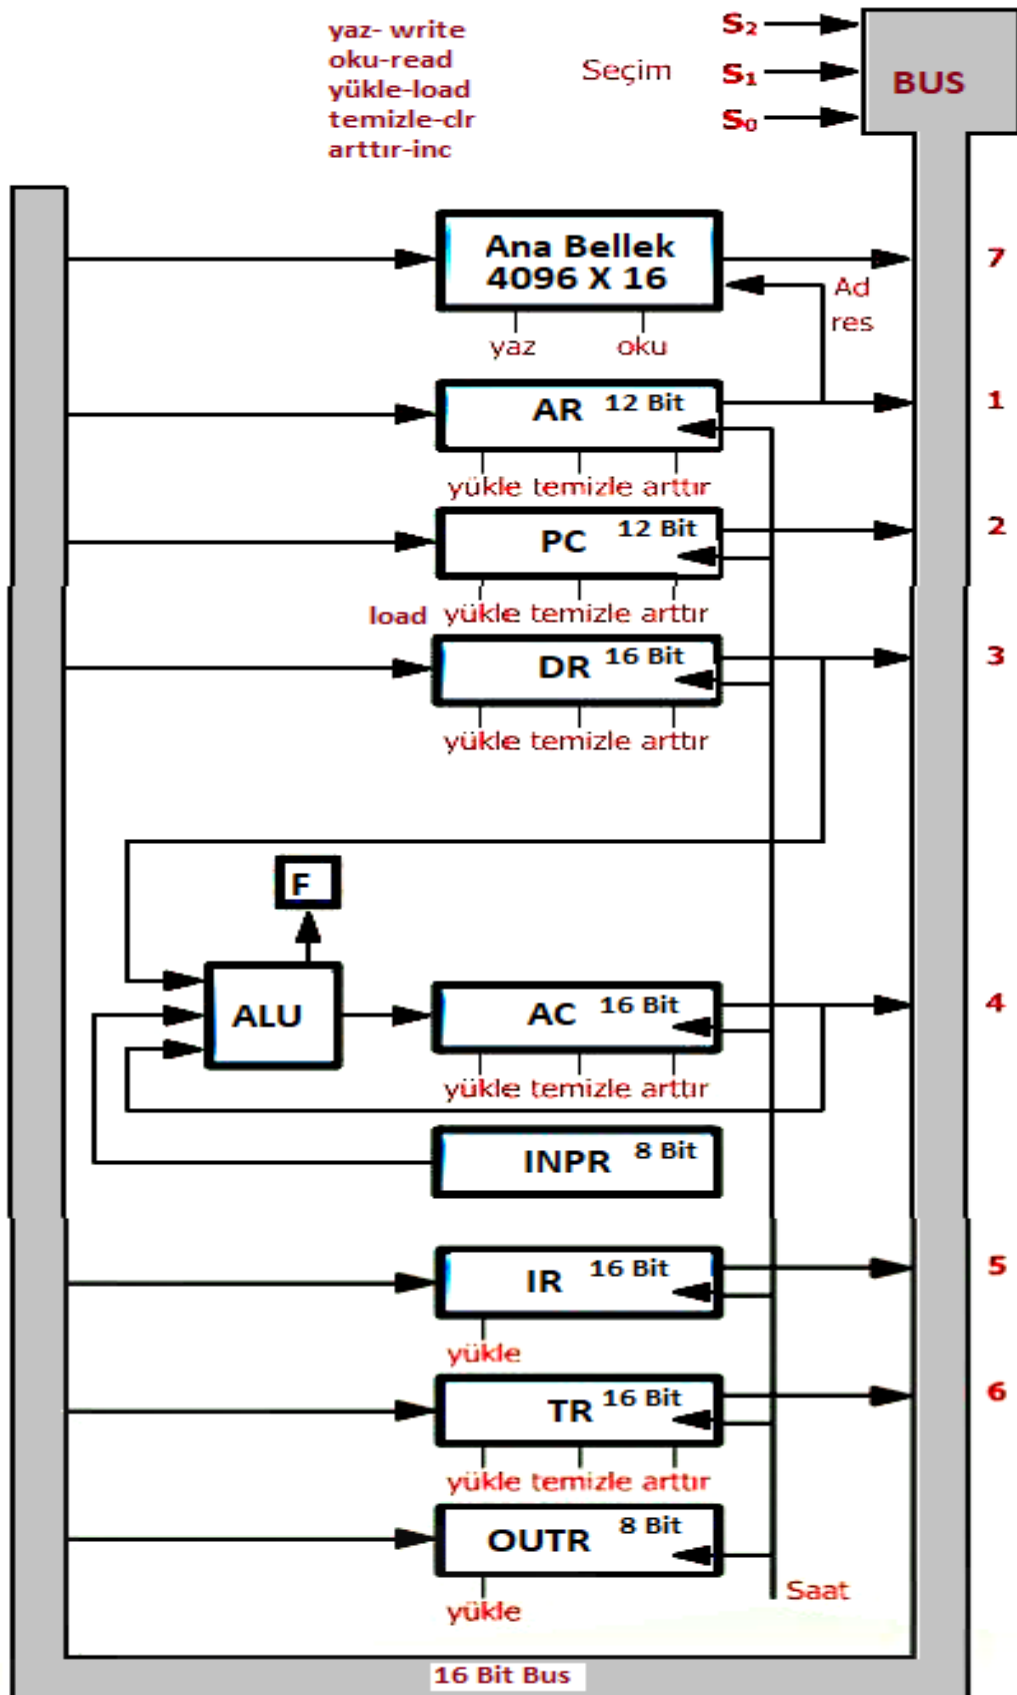 yaz- write
oku-read
yükle-load
temizle-clr
arttır-inc
Seçim
S2
S1
S0
BUS
Ana Bellek
4096 X 16
7
Ad
res
yaz oku
AR 12 Bit
1
yükle temizle arttır
PC 12 Bit
2
load yükle temizle arttır
DR 16 Bit
3
yükle temizle arttır
F
ALU
AC 16 Bit
4
yükle temizle arttır
INPR 8 Bit
IR 16 Bit
5
yükle
TR 16 Bit
6
yükle temizle arttır
OUTR 8 Bit
yükle
Saat
16 Bit Bus